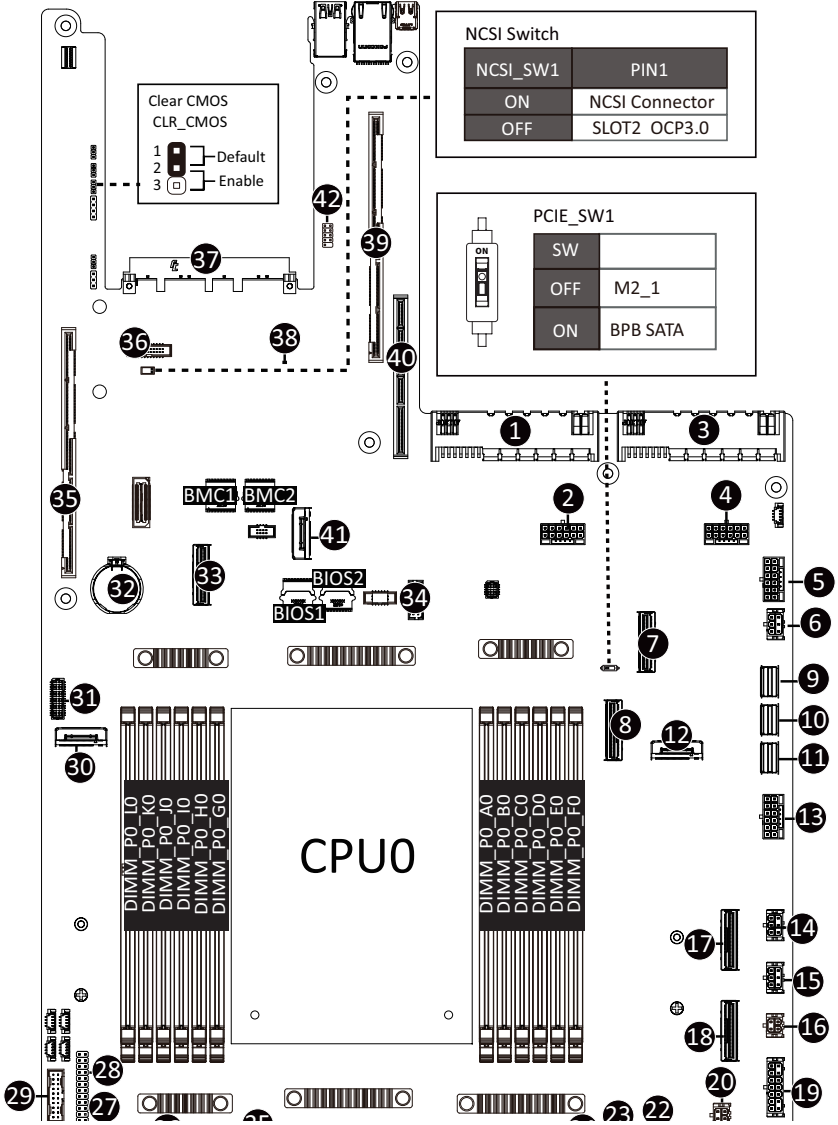 NCSI Switch
NCSI_SW1 PIN1
ON NCSI Connector
OFF SLOT2 OCP3.0
Clear CMOS
CLR_CMOS
1
2
3
Default
Enable
PCIE_SW1
ON
SW
OFF M2_1
ON BPB SATA
42
39
37
36
38
40
1
3
35
BMC1
BMC2
2
4
41
32
33
BIOS2
BIOS1
34
5
6
7
31
30
8
12
9
10
11
13
DIMM_P0_L0
DIMM_P0_K0
DIMM_P0_J0
DIMM_P0_I0
DIMM_P0_H0
DIMM_P0_G0
CPU0
DIMM_P0_A0
DIMM_P0_B0
DIMM_P0_C0
DIMM_P0_D0
DIMM_P0_E0
DIMM_P0_F0
17
14
15
18
16
28
29
27
20
19
23
22